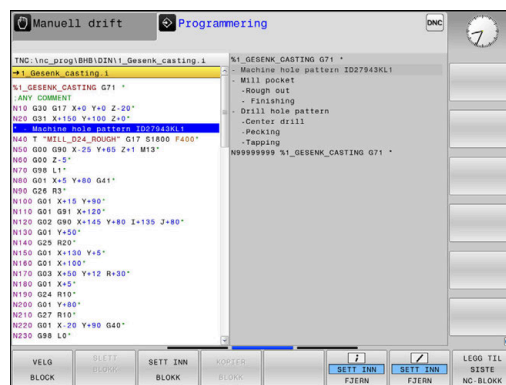 Manuell drift
Programmering
DNC
TNC:\nc_prog\BHB\DIN\1_Gesenk_casting.i
→1_Gesenk_casting.i
%1_GESENK_CASTING G71 *
;ANY COMMENT
N10 G30 G17 X+0 Y+0 Z-20*
N20 G31 X+150 Y+100 Z+0*
* - Machine hole pattern ID27943KL1
N40 T "MILL_D24_ROUGH" G17 S1800 F400*
N50 G00 G90 X-25 Y+65 Z+1 M13*
N60 G00 Z-5*
N70 G98 L1*
N80 G01 X+5 Y+80 G41*
N90 G26 R3*
N100 G01 X+15 Y+90*
N110 G01 G91 X+120*
N120 G02 G90 X+145 Y+80 I+135 J+80*
N130 G01 Y+50*
N140 G25 R20*
N150 G01 X+130 Y+5*
N160 G01 X+100*
N170 G03 X+50 Y+12 R+30*
N180 G01 X+5*
N190 G24 R10*
N200 G01 Y+80*
N210 G27 R10*
N220 G01 X-20 Y+90 G40*
N230 G98 L0*
%1_GESENK_CASTING G71 *
- Machine hole pattern ID27943KL1
- Mill pocket
-Rough out
- Finishing
- Drill hole pattern
-Center drill
-Pecking
-Tapping
N99999999 %1_GESENK_CASTING G71 *
VELG
BLOCK
SLETT
BLOKK
SETT INN
BLOKK
KOPIER
BLOKK
SETT INN
FJERN
SETT INN
FJERN
LEGG TIL
SISTE
NC-BLOKK